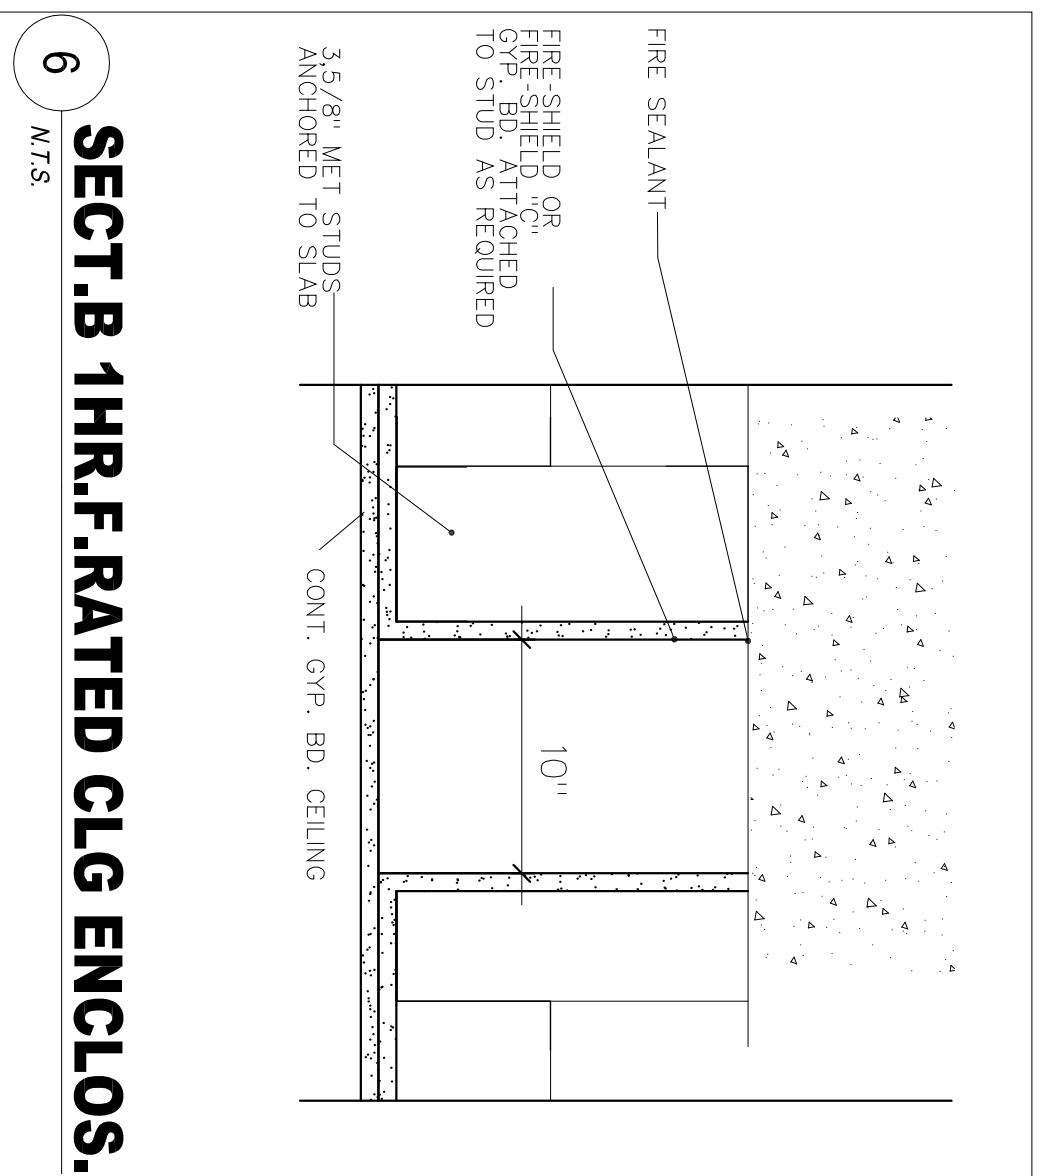 FIRE SEALANT
FIRE-SHIELD OR
FIRE-SHIELD "C"
GYP. BD. ATTACHED
TO STUD AS REQUIRED
3,5/8" MET STUDS
ANCHORED TO SLAB
10"
CONT. GYP. BD. CEILING
6
SECT.B 1HR.F.RATED CLG ENCLOS.
N.T.S.